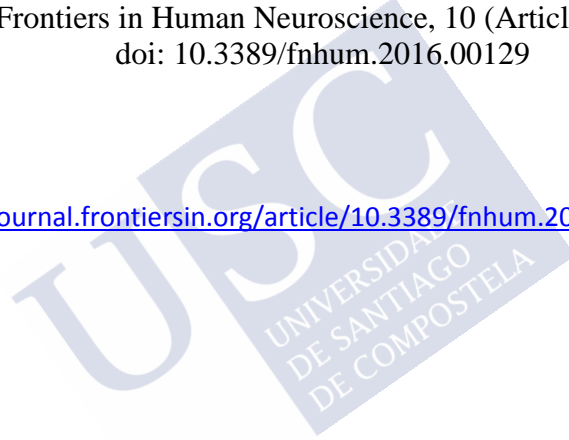 Frontiers in Human Neuroscience, 10 (Articl
doi: 10.3389/fnhum.2016.00129
ournal.frontiersin.org/article/10.3389/fnhum.20
USC
UNIVERSIDADE
DE SANTIAGO
DE COMPOSTELA